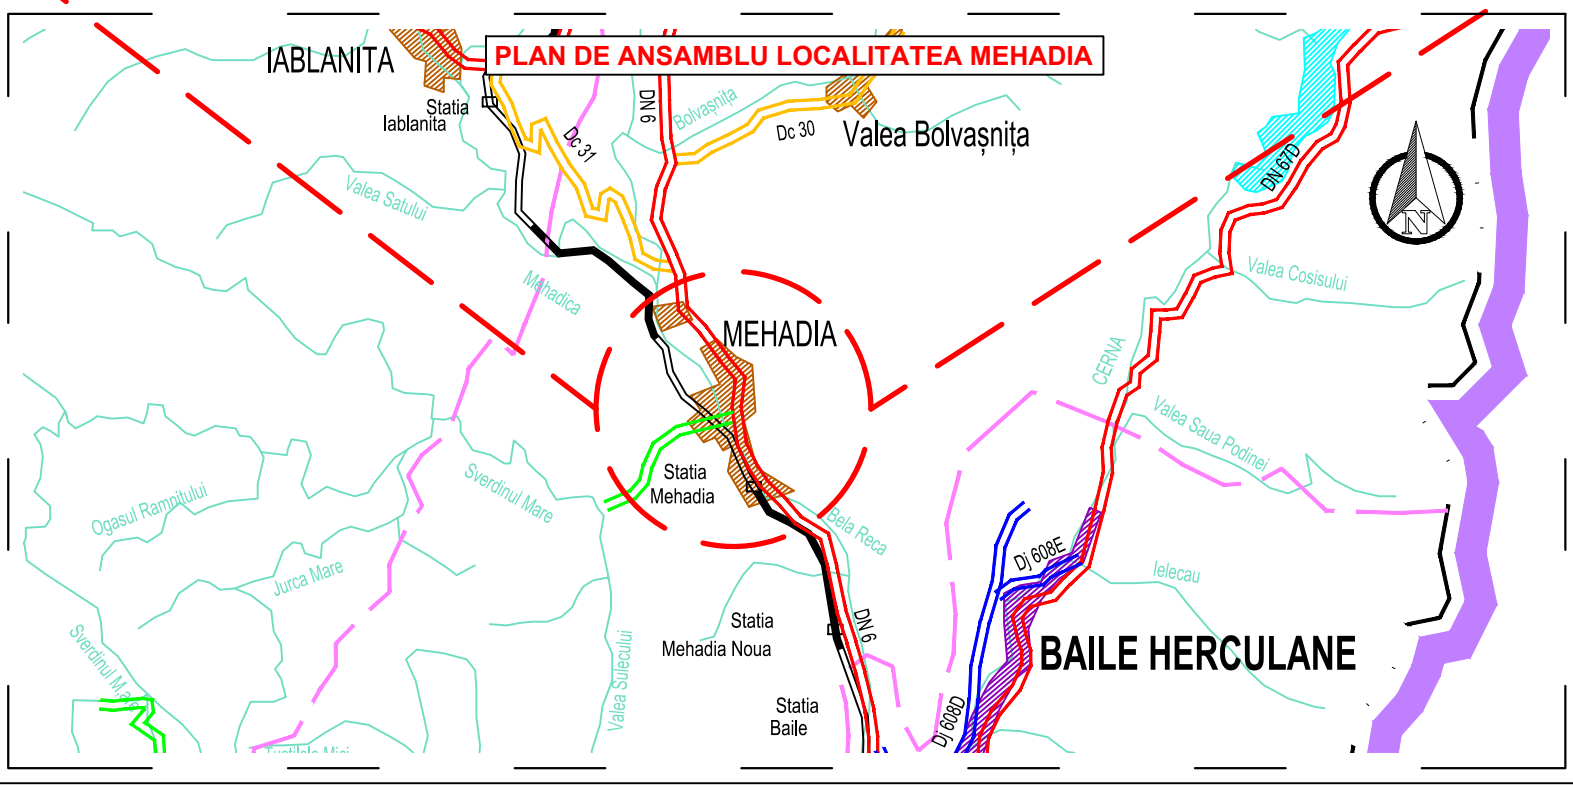 PLAN DE ANSAMBLU LOCALITATEA MEHADIA
IABLANITA
Statia
Iablanita
Dc 31
DN 6
Bolvașnița
Dc 30
Valea Bolvașnița
DN 67D
N
Valea Satului
Mehadica
Valea Cosisului
MEHADIA
CERNA
Valea Saua Podinei
Statia
Mehadia
Sverdinul Mare
Ogasul Rampitului
Bela Reca
Jurca Mare
Dj 608E
Ielecau
Statia
Mehadia Noua
DN 6
BAILE HERCULANE
Valea Sulecului
Statia
Baile
Dj 608D